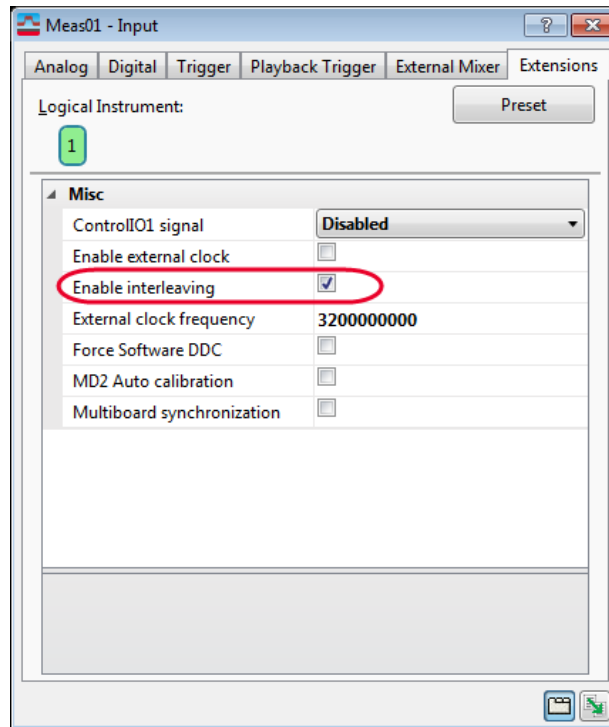 Meas01 - Input
Analog Digital Trigger Playback Trigger External Mixer Extensions
Logical Instrument: Preset
1
Misc
ControlIO1 signal Disabled
Enable external clock
Enable interleaving
External clock frequency 3200000000
Force Software DDC
MD2 Auto calibration
Multiboard synchronization